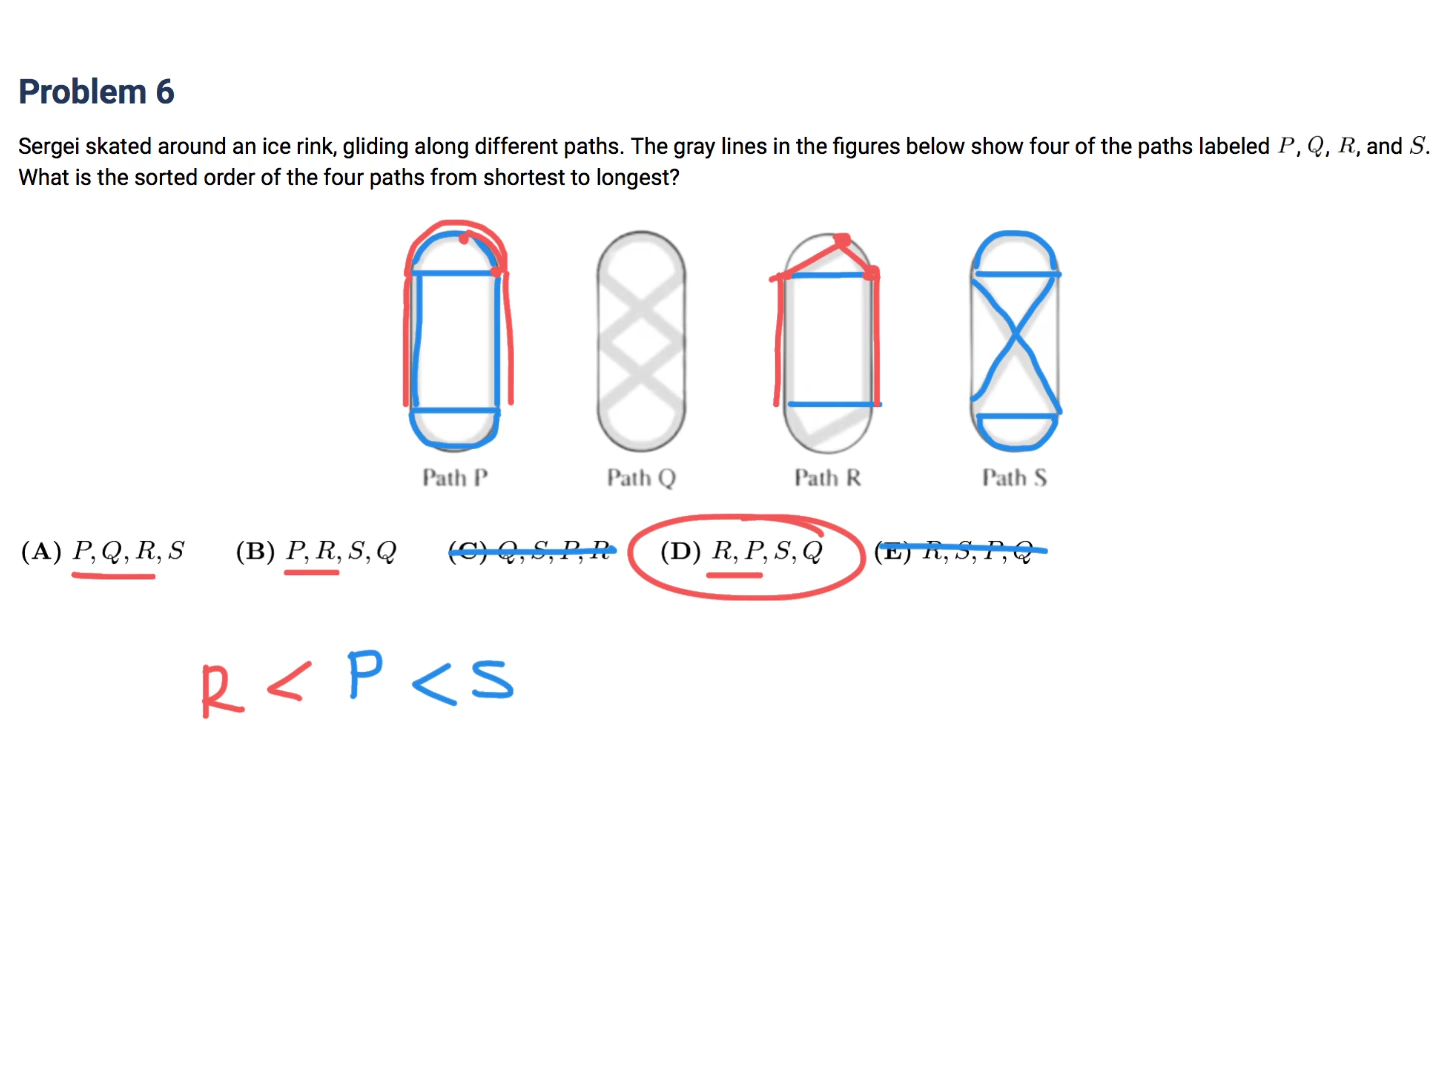 Problem 6
Sergei skated around an ice rink, gliding along different paths. The gray lines in the figures below show four of the paths labeled P, Q, R, and S.
What is the sorted order of the four paths from shortest to longest?
Path P Path Q Path R Path S
(A) P, Q, R, S (B) P, R, S, Q (C) Q, S, P, R (D) R, P, S, Q (E) R, S, P, Q
R < P < S